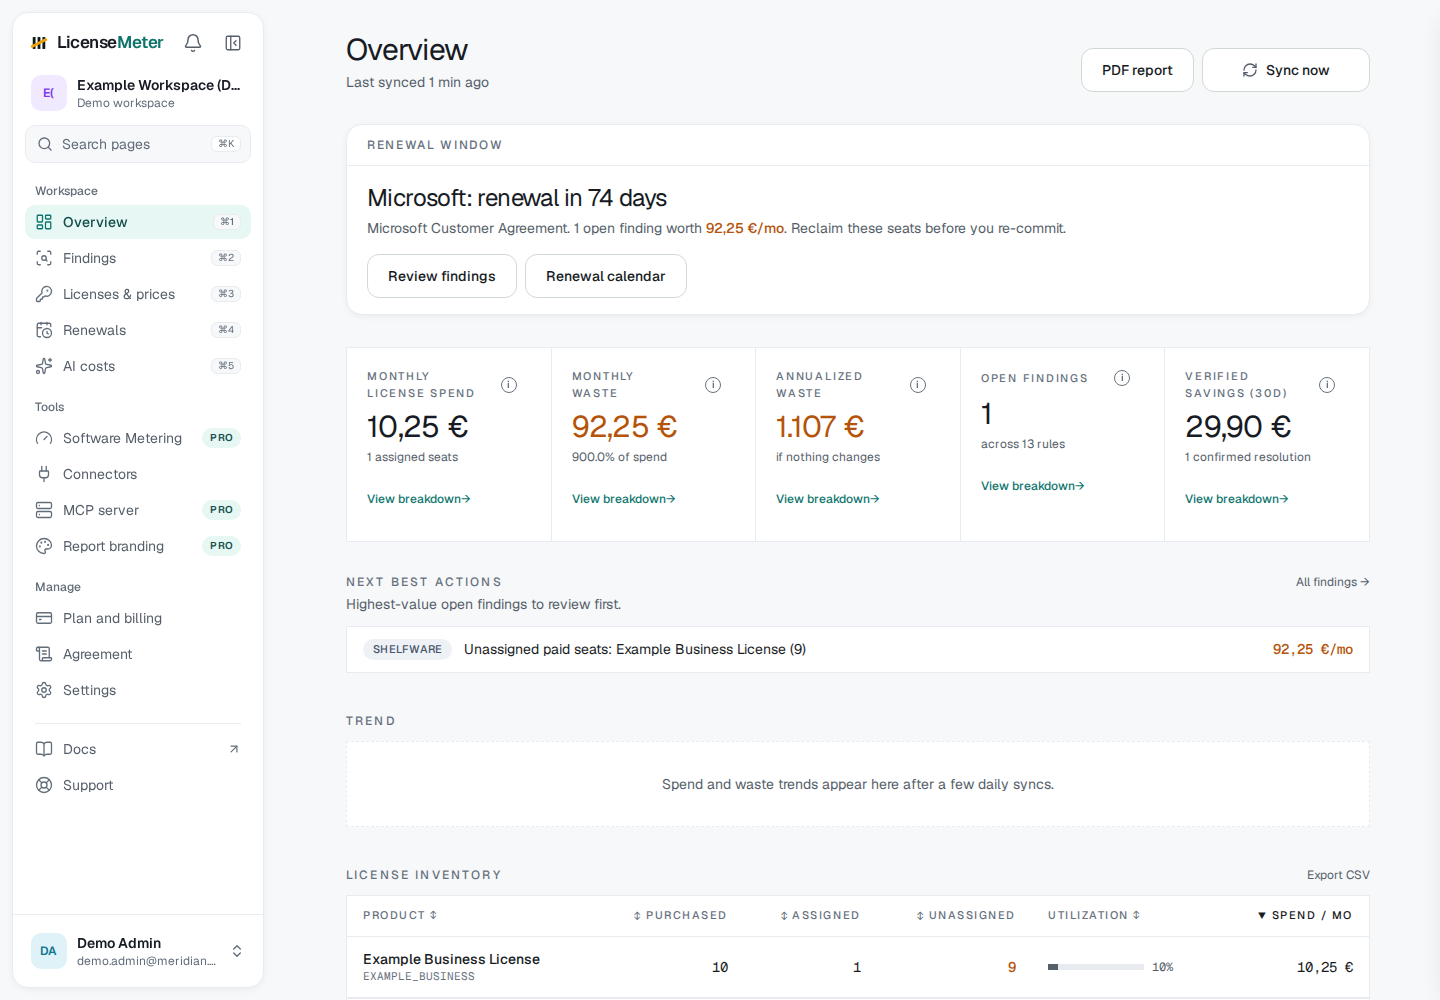 LicenseMeter
E(
Example Workspace (D...
Demo workspace
Search pages
⌘K
Workspace
Overview
⌘1
Findings
⌘2
Licenses & prices
⌘3
Renewals
⌘4
AI costs
⌘5
Tools
Software Metering
PRO
Connectors
MCP server
PRO
Report branding
PRO
Manage
Plan and billing
Agreement
Settings
Docs
Support
DA
Demo Admin
demo.admin@meridian....
Overview
Last synced 1 min ago
PDF report
Sync now
RENEWAL WINDOW
Microsoft: renewal in 74 days
Microsoft Customer Agreement. 1 open finding worth 92,25 €/mo. Reclaim these seats before you re-commit.
Review findings
Renewal calendar
MONTHLY
LICENSE SPEND
10,25 €
1 assigned seats
View breakdown→
MONTHLY
WASTE
92,25 €
900.0% of spend
View breakdown→
ANNUALIZED
WASTE
1.107 €
if nothing changes
View breakdown→
OPEN FINDINGS
1
across 13 rules
View breakdown→
VERIFIED
SAVINGS (30D)
29,90 €
1 confirmed resolution
View breakdown→
NEXT BEST ACTIONS
All findings →
Highest-value open findings to review first.
SHELFWARE
Unassigned paid seats: Example Business License (9)
92,25 €/mo
TREND
Spend and waste trends appear here after a few daily syncs.
LICENSE INVENTORY
Export CSV
PRODUCT ↕ ↕ PURCHASED ↕ ASSIGNED ↕ UNASSIGNED UTILIZATION ↕ ▼ SPEND / MO
Example Business License 10 1 9 10% 10,25 €
EXAMPLE_BUSINESS